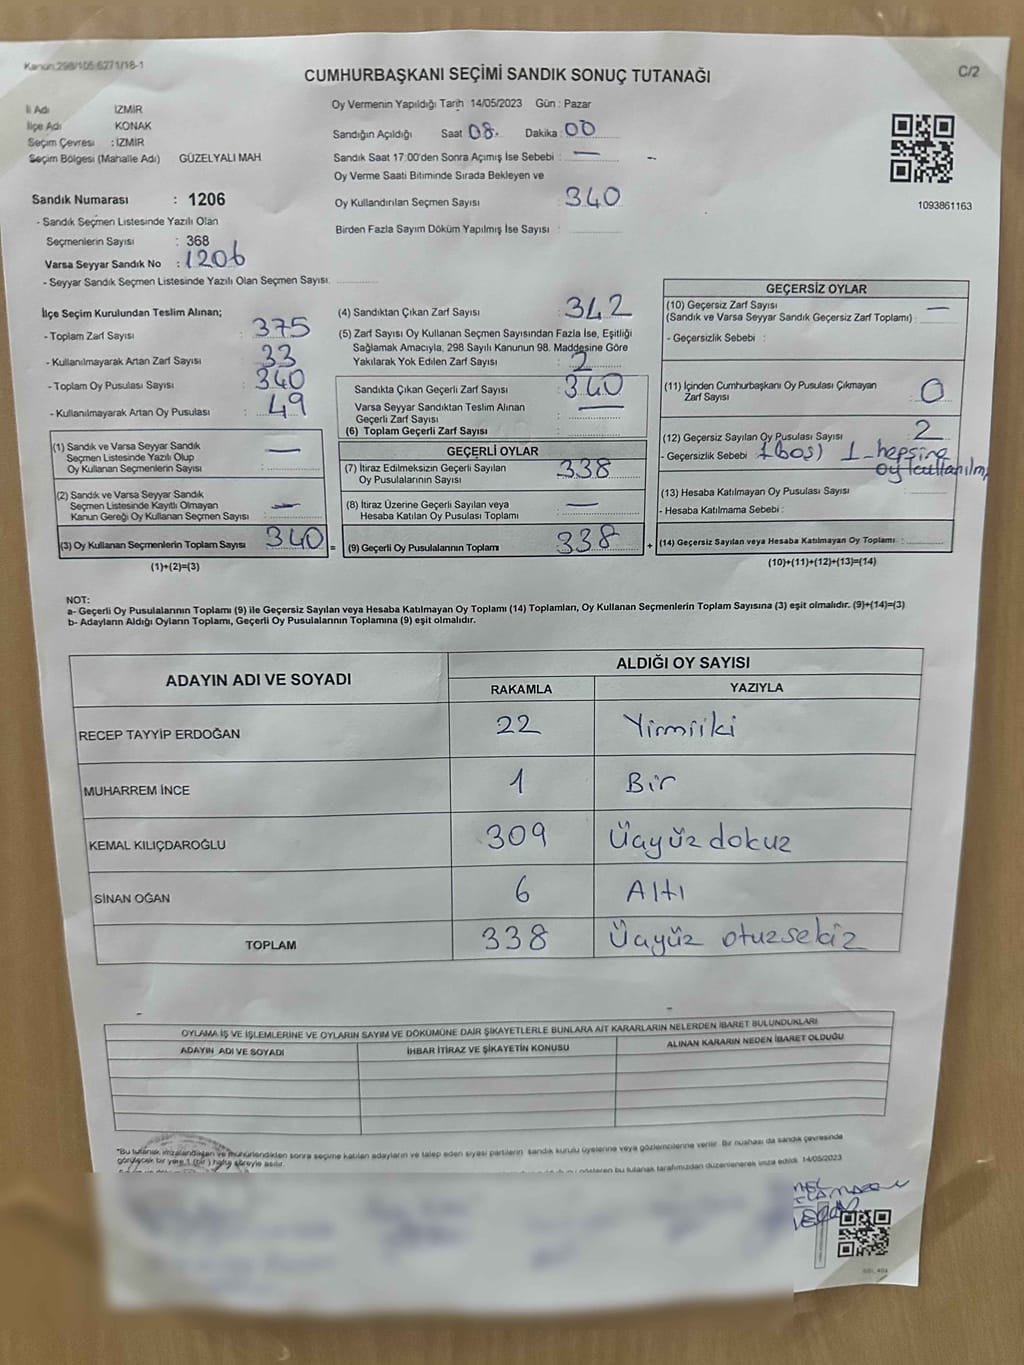 Kanun:298/105:6271/18-1
CUMHURBAŞKANI SEÇİMİ SANDIK SONUÇ TUTANAĞI
C/2
İl Adı İZMİR
İlçe Adı KONAK
Seçim Çevresi : İZMİR
Seçim Bölgesi (Mahalle Adı) GÜZELYALI MAH
Oy Vermenin Yapıldığı Tarih 14/05/2023 Gün : Pazar
Sandığın Açıldığı Saat 08. Dakika 00
Sandık Saat 17:00'den Sonra Açımış İse Sebebi : —
Oy Verme Saati Bitiminde Sırada Bekleyen ve
Oy Kullandırılan Seçmen Sayısı : 340
Birden Fazla Sayım Döküm Yapılmış İse Sayısı :
1093861163
Sandık Numarası : 1206
- Sandık Seçmen Listesinde Yazılı Olan
Seçmenlerin Sayısı : 368
Varsa Seyyar Sandık No : 1206
- Seyyar Sandık Seçmen Listesinde Yazılı Olan Seçmen Sayısı:
İlçe Seçim Kurulundan Teslim Alınan;
- Toplam Zarf Sayısı : 375
- Kullanılmayarak Artan Zarf Sayısı : 33
- Toplam Oy Pusulası Sayısı : 340
- Kullanılmayarak Artan Oy Pusulası : 49
(1) Sandık ve Varsa Seyyar Sandık
Seçmen Listesinde Yazılı Olup
Oy Kullanan Seçmenlerin Sayısı : —
(2) Sandık ve Varsa Seyyar Sandık
Seçmen Listesinde Kayıtlı Olmayan
Kanun Gereği Oy Kullanan Seçmen Sayısı : —
(3) Oy Kullanan Seçmenlerin Toplam Sayısı 340 =
(1)+(2)=(3)
(4) Sandıktan Çıkan Zarf Sayısı : 342
(5) Zarf Sayısı Oy Kullanan Seçmen Sayısından Fazla İse, Eşitliği
Sağlamak Amacıyla, 298 Sayılı Kanunun 98. Maddesine Göre
Yakılarak Yok Edilen Zarf Sayısı : 2
Sandıkta Çıkan Geçerli Zarf Sayısı : 340
Varsa Seyyar Sandıktan Teslim Alınan
Geçerli Zarf Sayısı : —
(6) Toplam Geçerli Zarf Sayısı :
GEÇERLİ OYLAR
(7) İtiraz Edilmeksizin Geçerli Sayılan
Oy Pusulalarının Sayısı : 338
(8) İtiraz Üzerine Geçerli Sayılan veya
Hesaba Katılan Oy Pusulası Toplamı : —
(9) Geçerli Oy Pusulalarının Toplamı : 338 +
GEÇERSİZ OYLAR
(10) Geçersiz Zarf Sayısı
(Sandık ve Varsa Seyyar Sandık Geçersiz Zarf Toplamı) : —
- Geçersizlik Sebebi :
(11) İçinden Cumhurbaşkanı Oy Pusulası Çıkmayan
Zarf Sayısı : 0
(12) Geçersiz Sayılan Oy Pusulası Sayısı : 2
- Geçersizlik Sebebi : 1(boş) 1 - hepsine
oy kullanılm,
(13) Hesaba Katılmayan Oy Pusulası Sayısı :
- Hesaba Katılmama Sebebi :
(14) Geçersiz Sayılan veya Hesaba Katılmayan Oy Toplamı :
(10)+(11)+(12)+(13)=(14)
NOT:
a- Geçerli Oy Pusulalarının Toplamı (9) ile Geçersiz Sayılan veya Hesaba Katılmayan Oy Toplamı (14) Toplamları, Oy Kullanan Seçmenlerin Toplam Sayısına (3) eşit olmalıdır. (9)+(14)=(3)
b- Adayların Aldığı Oyların Toplamı, Geçerli Oy Pusulalarının Toplamına (9) eşit olmalıdır.
ADAYIN ADI VE SOYADI ALDIĞI OY SAYISI
RAKAMLA YAZIYLA
RECEP TAYYİP ERDOĞAN 22 Yirmiiki
MUHARREM İNCE 1 Bir
KEMAL KILIÇDAROĞLU 309 Üçyüz dokuz
SİNAN OĞAN 6 Altı
TOPLAM 338 Üçyüz otuzsekiz
OYLAMA İŞ VE İŞLEMLERİNE VE OYLARIN SAYIM VE DÖKÜMÜNE DAİR ŞİKAYETLERLE BUNLARA AİT KARARLARIN NELERDEN İBARET BULUNDUKLARI
ADAYIN ADI VE SOYADI İHBAR İTİRAZ VE ŞİKAYETİN KONUSU ALINAN KARARIN NEDEN İBARET OLDUĞU
*Bu tutanak imzalandıktan ve mühürlendikten sonra seçime katılan adayların ve talep eden siyasi partilerin sandık kurulu üyelerine veya gözlemcilerine verilir. Bir nüshası da sandık çevresinde
görülecek bir yere 1 (bir) hafta süreyle asılır.
gösteren bu tutanak tarafımızdan düzenlenerek imza edildi. 14/05/2023